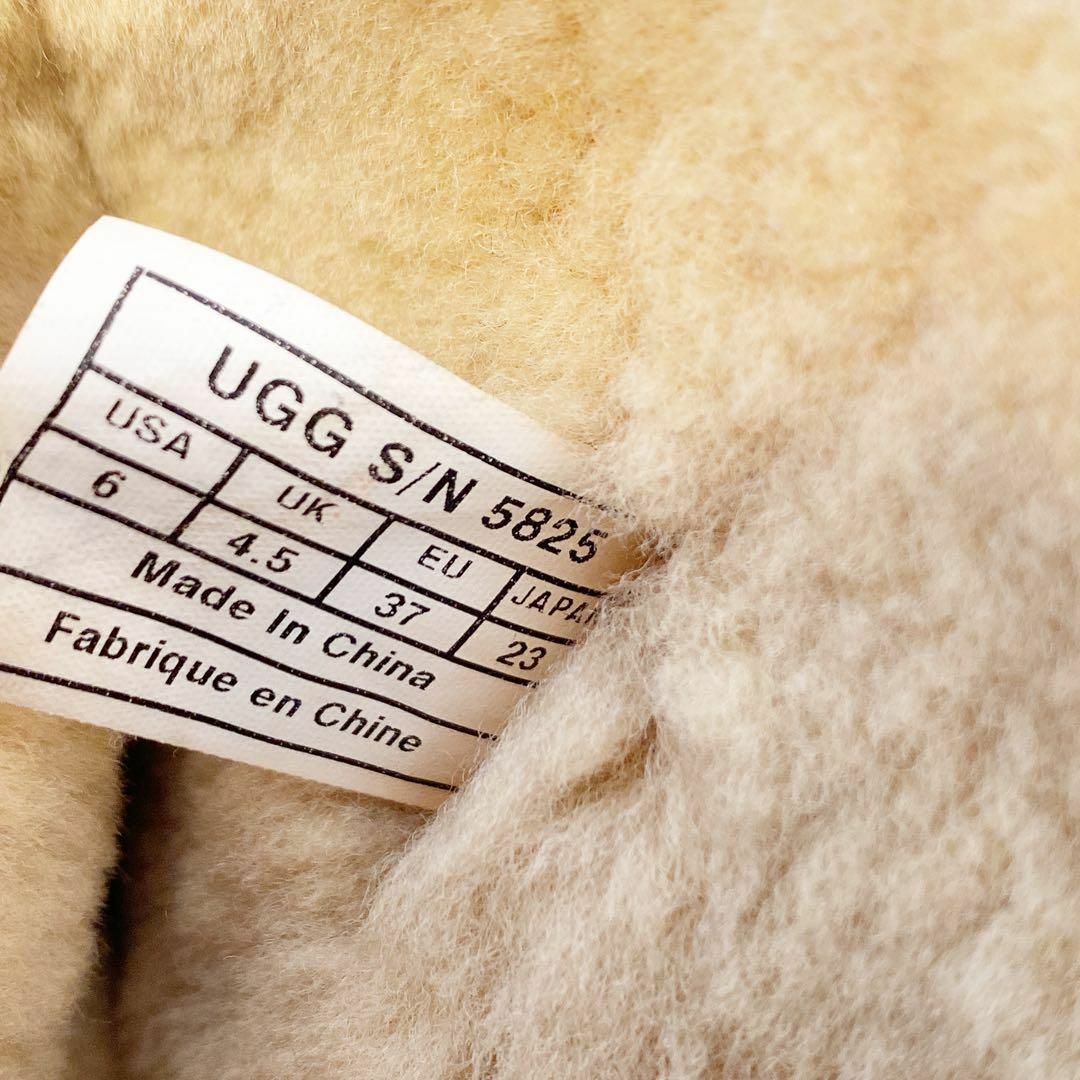 UGG S/N 5825
USA UK EU
6 4.5 37 23
Made In China
Fabrique en Chine